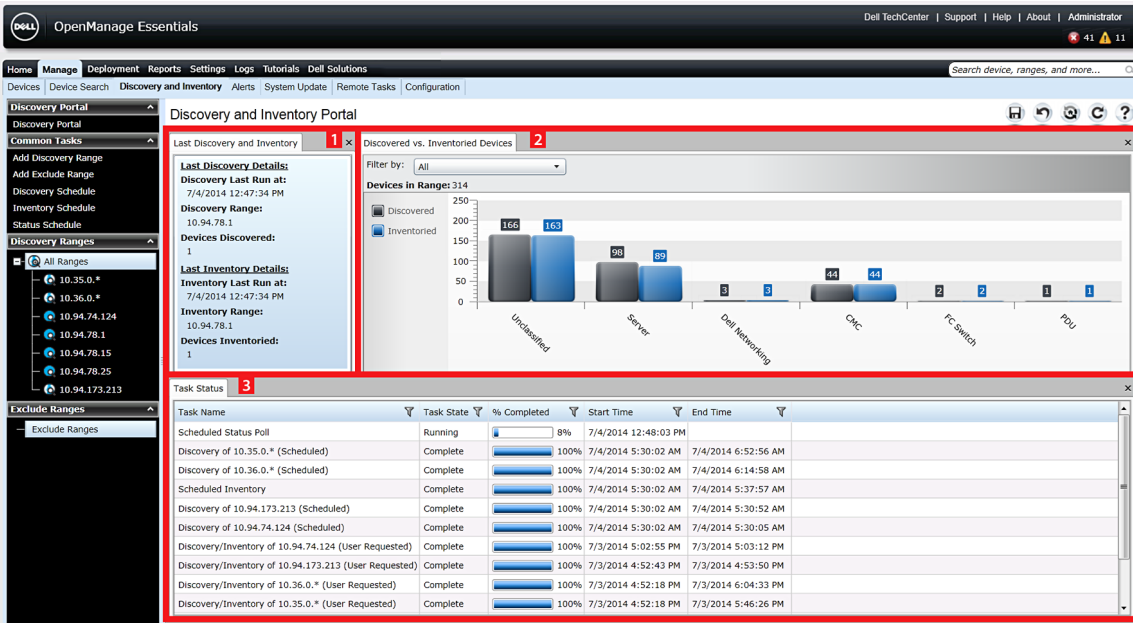 DELL OpenManage Essentials
Dell TechCenter | Support | Help | About | Administrator
41 11
Home Manage Deployment Reports Settings Logs Tutorials Dell Solutions
Search device, ranges, and more...
Devices Device Search Discovery and Inventory Alerts System Update Remote Tasks Configuration
Discovery Portal
Discovery Portal
Common Tasks
Add Discovery Range
Add Exclude Range
Discovery Schedule
Inventory Schedule
Status Schedule
Discovery Ranges
All Ranges
10.35.0.*
10.36.0.*
10.94.74.124
10.94.78.1
10.94.78.15
10.94.78.25
10.94.173.213
Exclude Ranges
Exclude Ranges
Discovery and Inventory Portal
Last Discovery and Inventory 1
Last Discovery Details:
Discovery Last Run at:
7/4/2014 12:47:34 PM
Discovery Range:
10.94.78.1
Devices Discovered:
1
Last Inventory Details:
Inventory Last Run at:
7/4/2014 12:47:34 PM
Inventory Range:
10.94.78.1
Devices Inventoried:
1
Discovered vs. Inventoried Devices 2
Filter by: All
Devices in Range: 314
Discovered
Inventoried
250
200
150
100
50
0
166 163
98 89
3 3
44 44
2 2
1 1
Unclassified
Server
Dell Networking
CMC
FC Switch
PDU
Task Status 3
Task Name Task State % Completed Start Time End Time
Scheduled Status Poll Running 8% 7/4/2014 12:48:03 PM
Discovery of 10.35.0.* (Scheduled) Complete 100% 7/4/2014 5:30:02 AM 7/4/2014 6:52:56 AM
Discovery of 10.36.0.* (Scheduled) Complete 100% 7/4/2014 5:30:02 AM 7/4/2014 6:14:58 AM
Scheduled Inventory Complete 100% 7/4/2014 5:30:02 AM 7/4/2014 5:37:57 AM
Discovery of 10.94.173.213 (Scheduled) Complete 100% 7/4/2014 5:30:02 AM 7/4/2014 5:30:52 AM
Discovery of 10.94.74.124 (Scheduled) Complete 100% 7/4/2014 5:30:02 AM 7/4/2014 5:30:05 AM
Discovery/Inventory of 10.94.74.124 (User Requested) Complete 100% 7/3/2014 5:02:55 PM 7/3/2014 5:03:12 PM
Discovery/Inventory of 10.94.173.213 (User Requested) Complete 100% 7/3/2014 4:52:43 PM 7/3/2014 4:53:50 PM
Discovery/Inventory of 10.36.0.* (User Requested) Complete 100% 7/3/2014 4:52:18 PM 7/3/2014 6:04:33 PM
Discovery/Inventory of 10.35.0.* (User Requested) Complete 100% 7/3/2014 4:52:18 PM 7/3/2014 5:46:26 PM